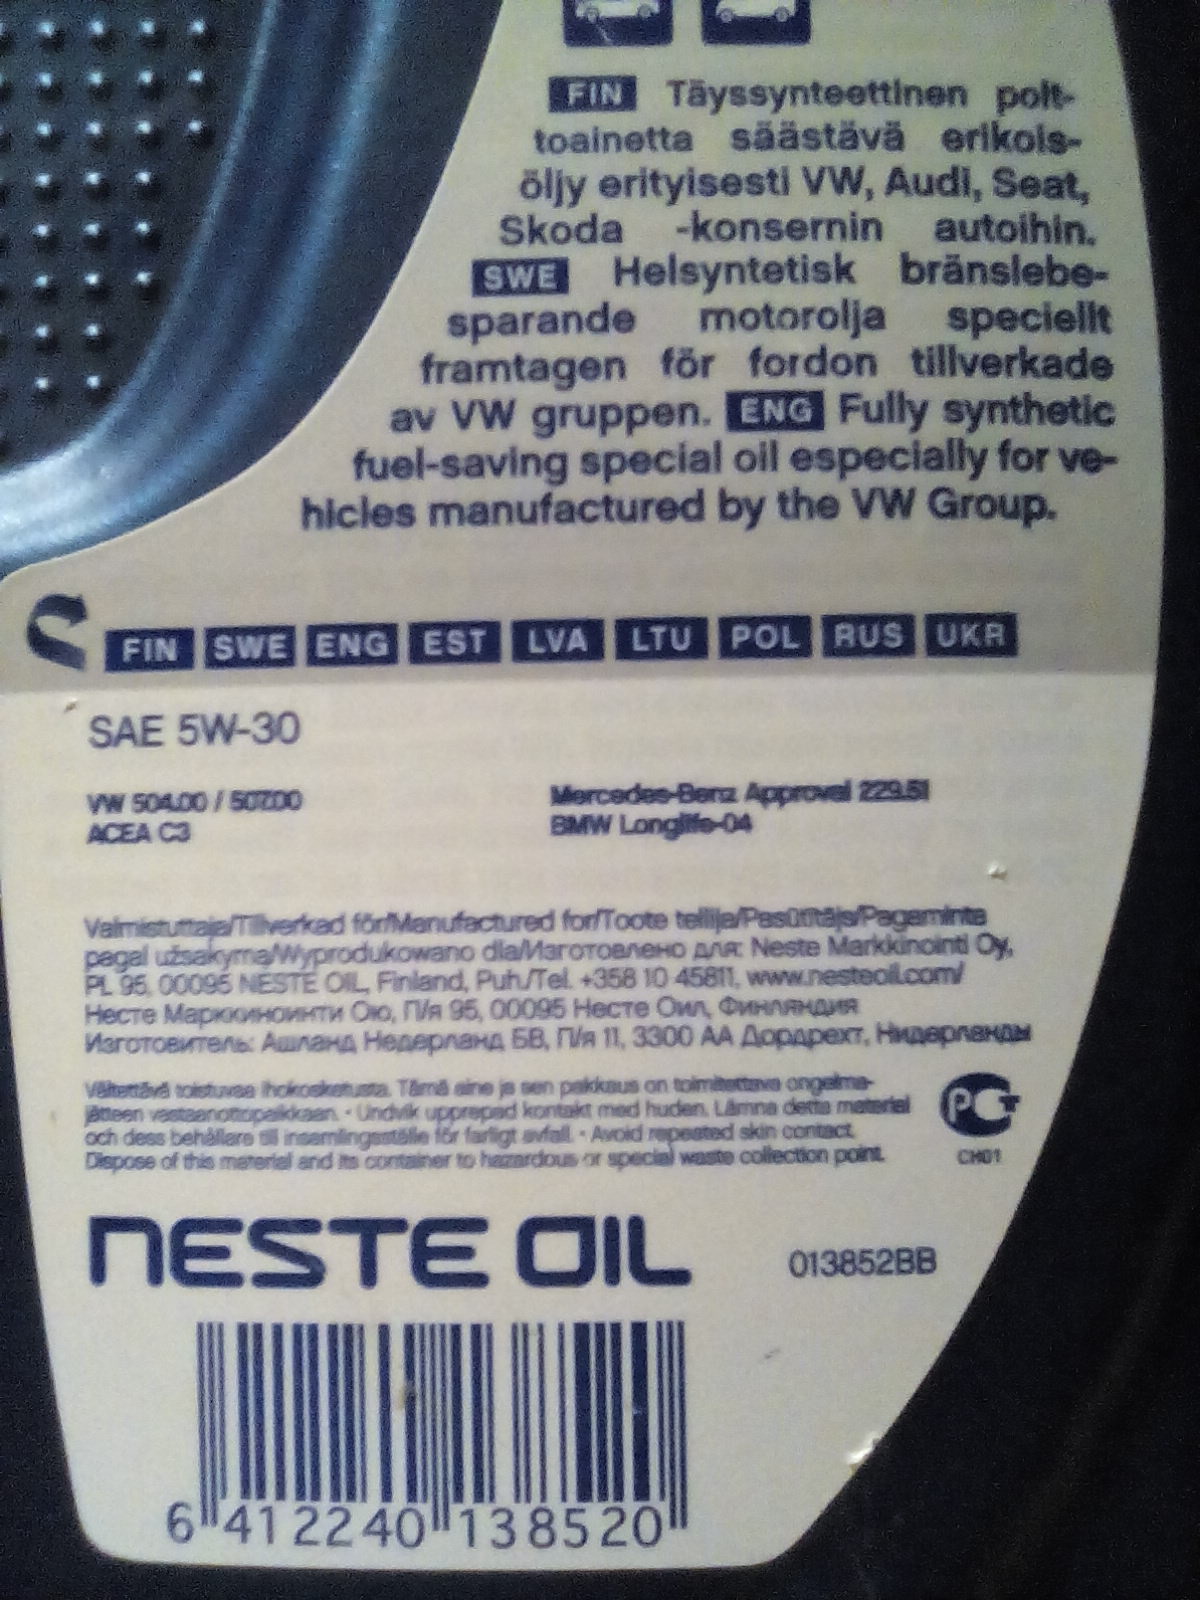 FIN Täyssynteettinen polt-
toainetta säästävä erikois-
öljy erityisesti VW, Audi, Seat,
Skoda -konsernin autoihin.
SWE Helsyntetisk bränslebe-
sparande motorolja speciellt
framtagen för fordon tillverkade
av VW gruppen. ENG Fully synthetic
fuel-saving special oil especially for ve-
hicles manufactured by the VW Group.
FIN SWE ENG EST LVA LTU POL RUS UKR
SAE 5W-30
VW 504.00 / 507.00
ACEA C3
Mercedes-Benz Approval 229.51
BMW Longlife-04
Valmistuttaja/Tillverkad för/Manufactured for/Toote tellija/Pasūtītājs/Pagaminta
pagal užsakymą/Wyprodukowano dla/Изготовлено для: Neste Markkinointi Oy,
PL 95, 00095 NESTE OIL, Finland, Puh./Tel. +358 10 45811, www.nesteoil.com/
Несте Марккиноинти Ою, П/я 95, 00095 Несте Оил, Финляндия
Изготовитель: Ашланд Недерланд БВ, П/я 11, 3300 АА Дордрехт, Нидерланды
Vältettävä toistuvaa ihokosketusta. Tämä aine ja sen pakkaus on toimitettava ongelma-
jätteen vastaanottopaikkaan. • Undvik upprepad kontakt med huden. Lämna detta material
och dess behållare till insamlingsställe för farligt avfall. • Avoid repeated skin contact.
Dispose of this material and its container to hazardous or special waste collection point.
РСТ
CH01
NESTE OIL
013852BB
6 412240 138520